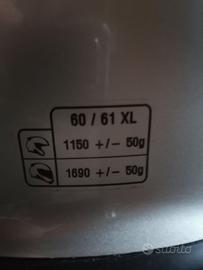 60 / 61 XL
1150 +/- 50g
1690 +/- 50g
subito